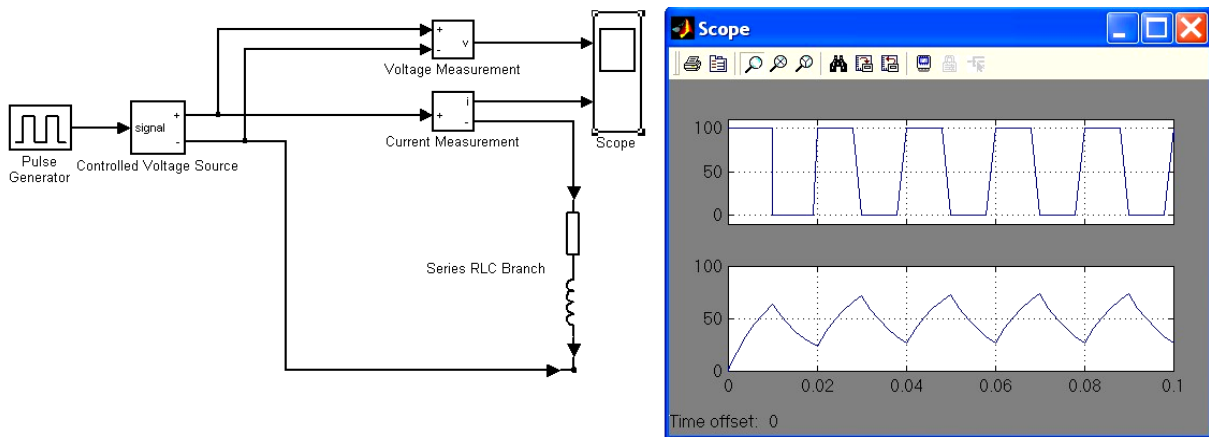 +
-
v
Voltage Measurement
signal
+
-
+
i
-
Pulse
Generator
Controlled Voltage Source
Current Measurement
Scope
Series RLC Branch
Scope
100
50
0
100
50
0
0
0.02
0.04
0.06
0.08
0.1
Time offset: 0